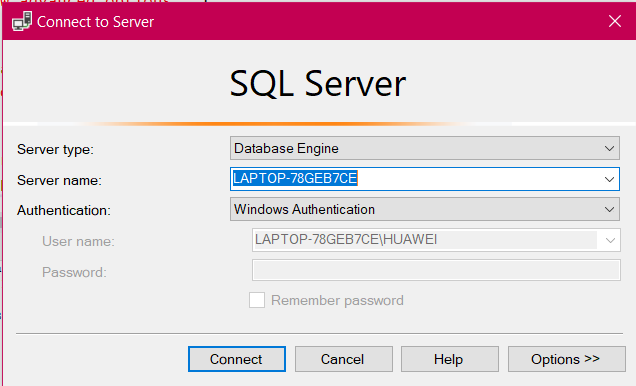 Connect to Server
SQL Server
Server type: Database Engine
Server name: LAPTOP-78GEB7CE
Authentication: Windows Authentication
User name: LAPTOP-78GEB7CE\HUAWEI
Password:
Remember password
Connect Cancel Help Options >>